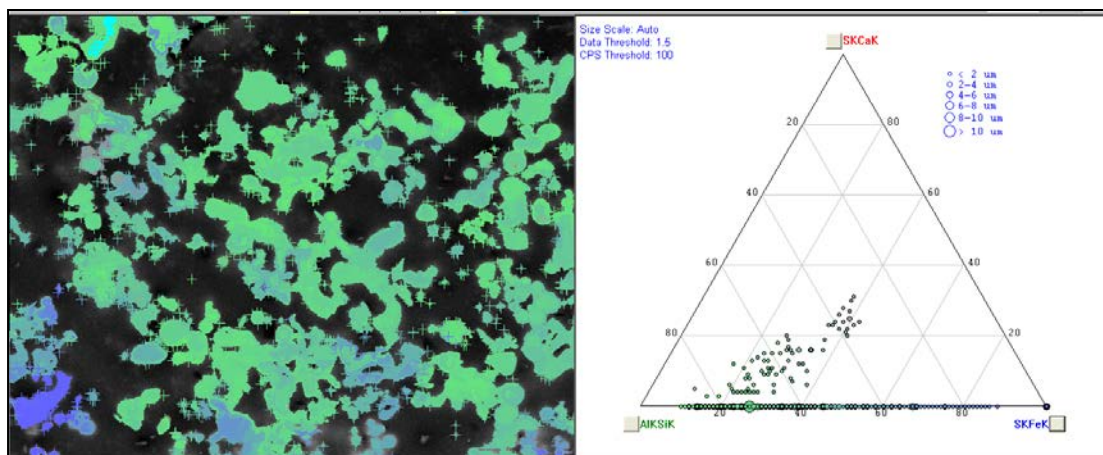 Size Scale: Auto
Data Threshold: 1.5
CPS Threshold: 100
SKCaK
< 2 um
2-4 um
4-6 um
6-8 um
8-10 um
> 10 um
20
80
40
60
60
40
80
20
20
40
60
80
AlKSiK
SKFeK